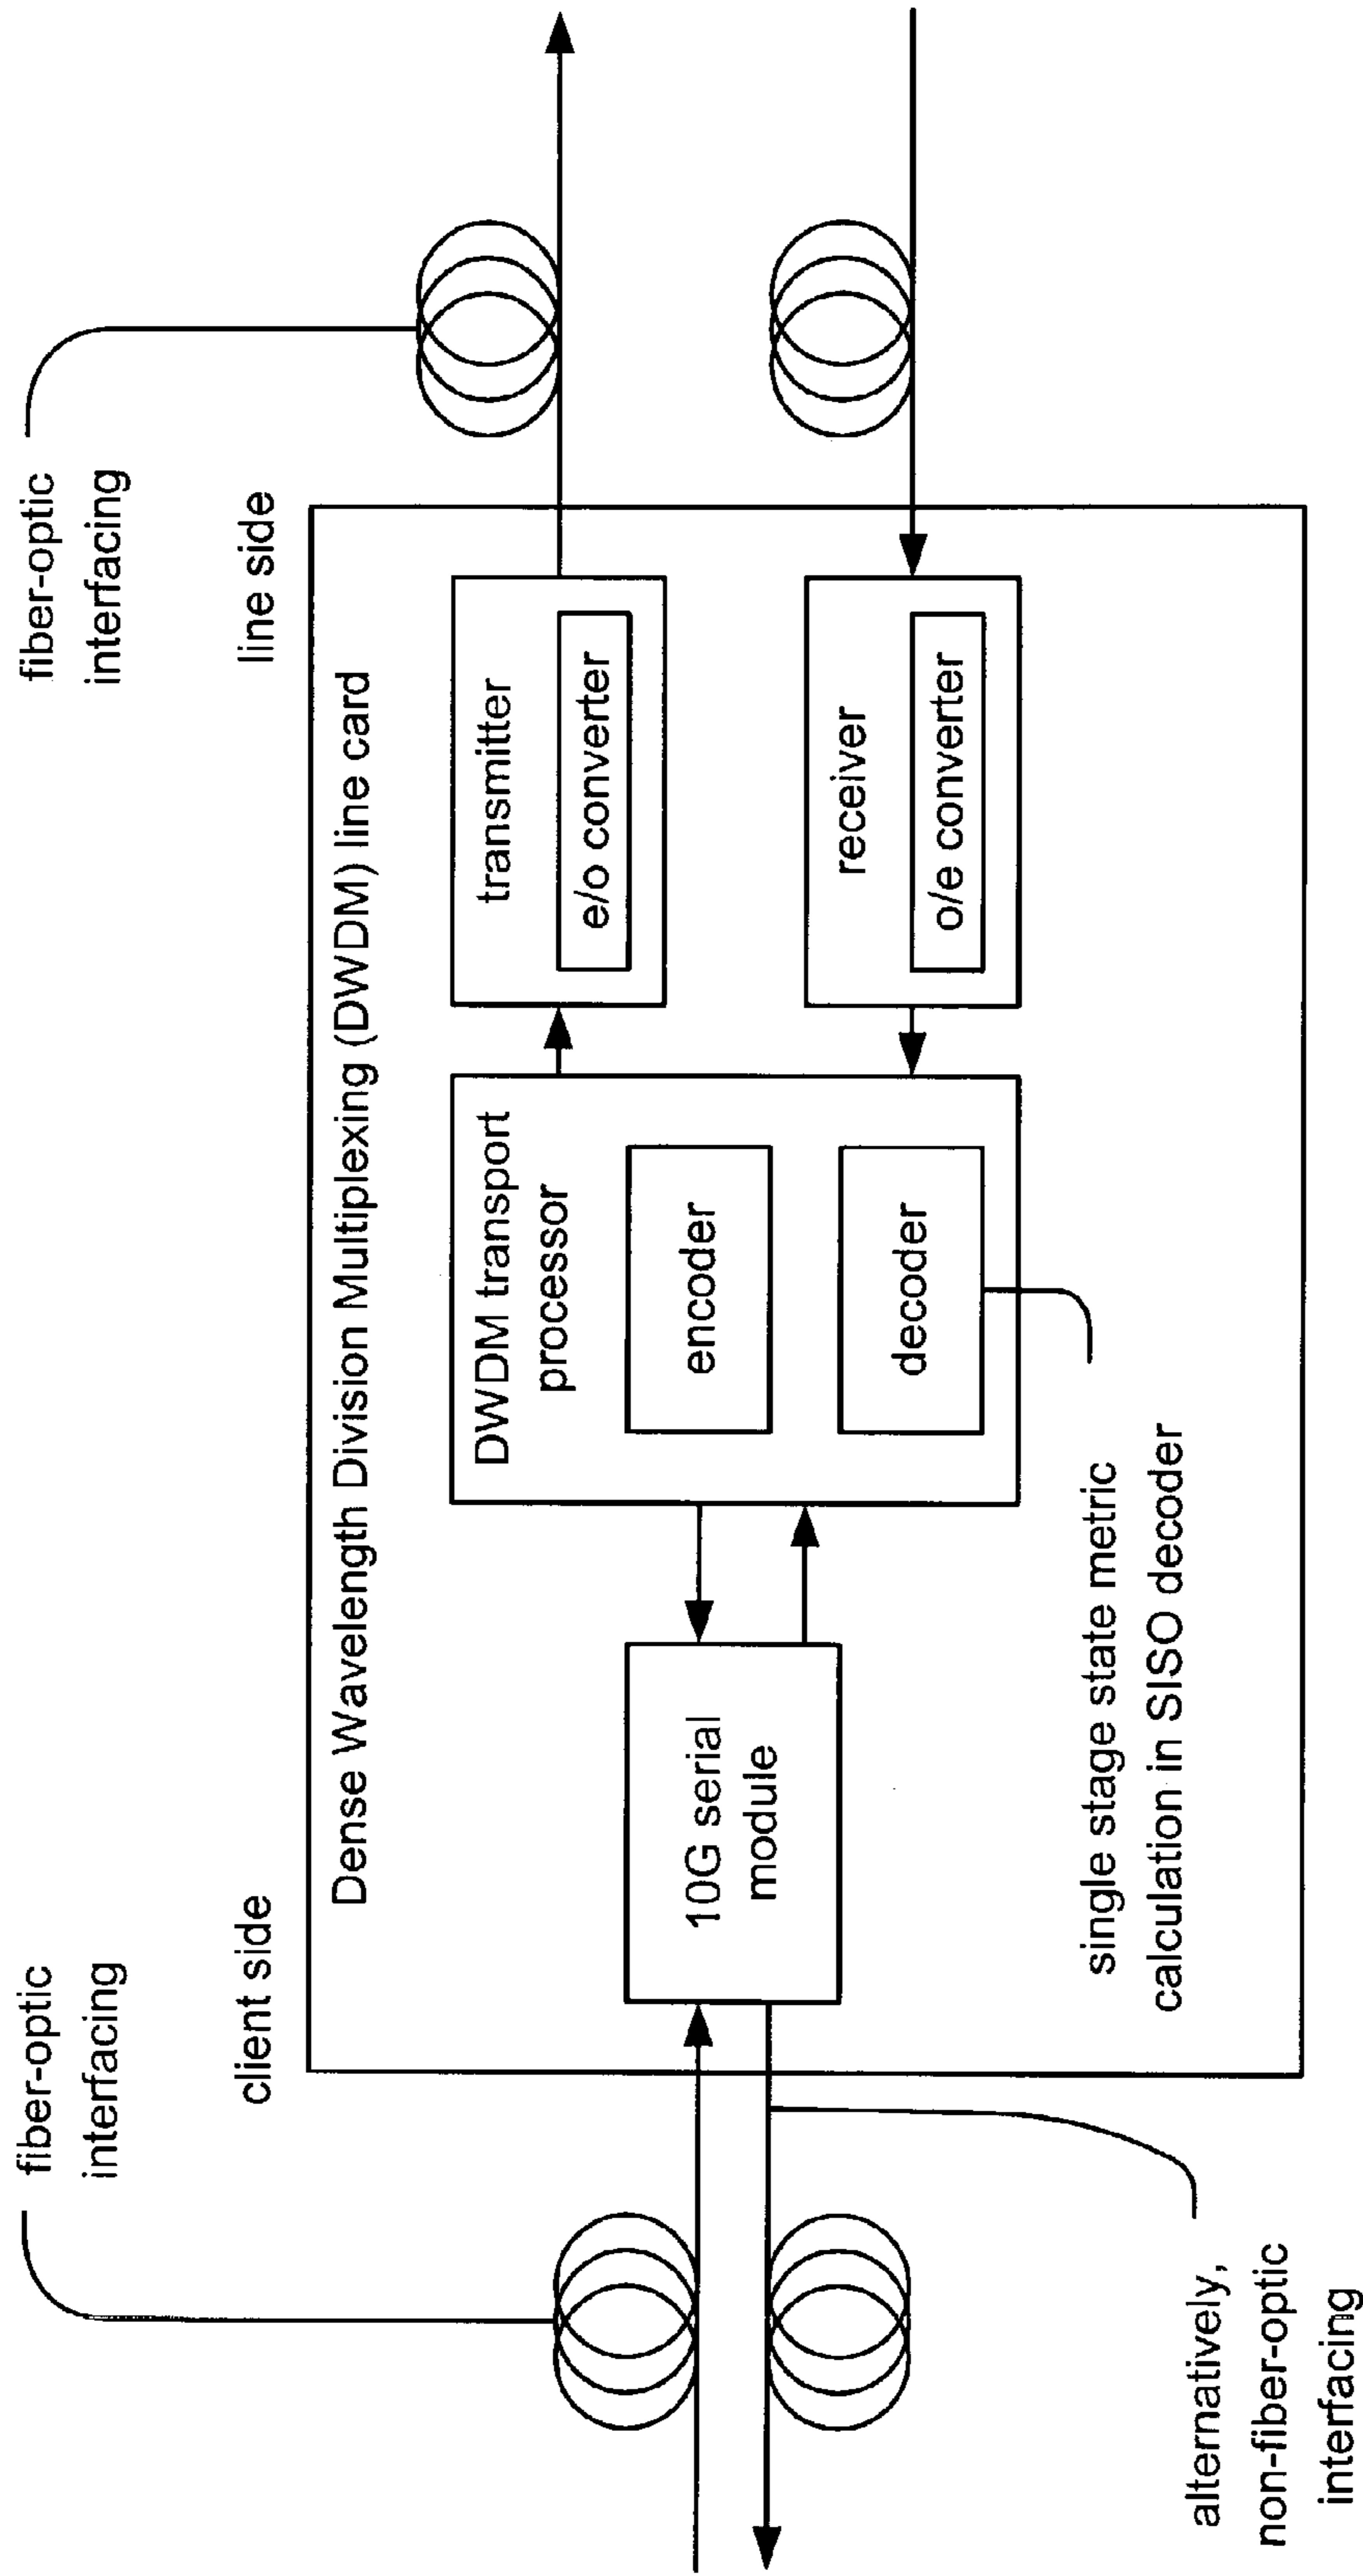 fiber-optic
interfacing
fiber-optic
interfacing
client side
line side
Dense Wavelength Division Multiplexing (DWDM) line card
10G serial
module
DWDM transport
processor
encoder
decoder
transmitter
e/o converter
receiver
o/e converter
single stage state metric
calculation in SISO decoder
alternatively,
non-fiber-optic
interfacing